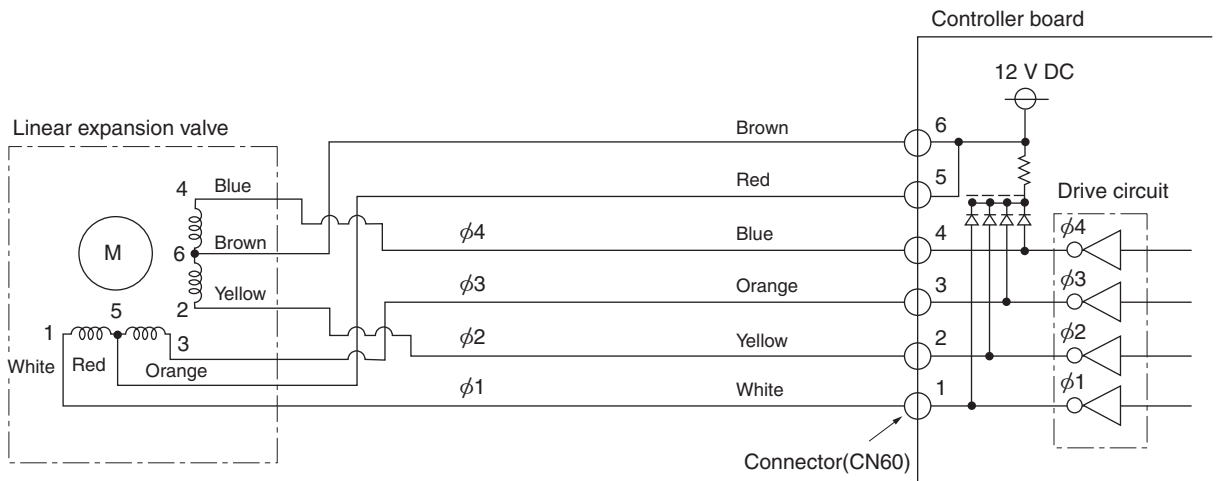 Controller board
12 V DC
Linear expansion valve
Brown
6
4
Blue
Red
5
Drive circuit
M
6
Brown
ϕ4
Blue
4
ϕ4
Yellow
2
ϕ3
Orange
3
ϕ3
5
1
3
White
Red
Orange
ϕ2
Yellow
2
ϕ2
ϕ1
White
1
ϕ1
Connector(CN60)